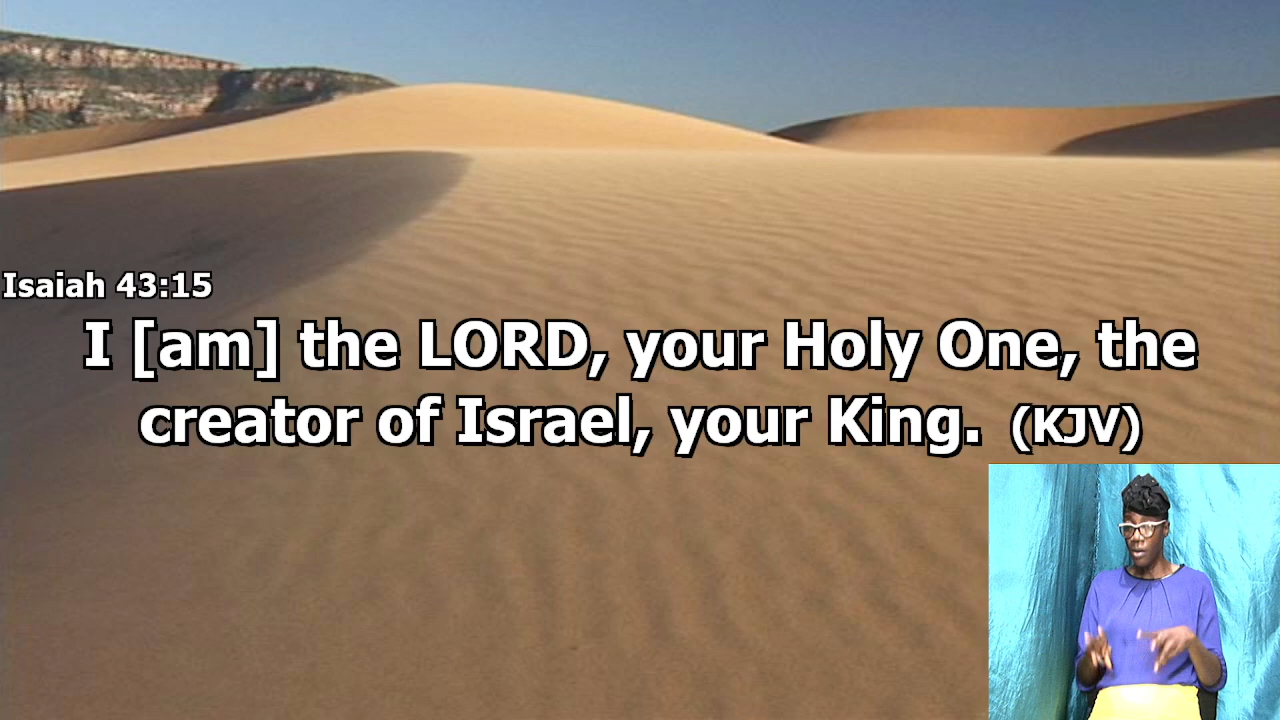 Isaiah 43:15
I [am] the LORD, your Holy One, the
creator of Israel, your King. (KJV)